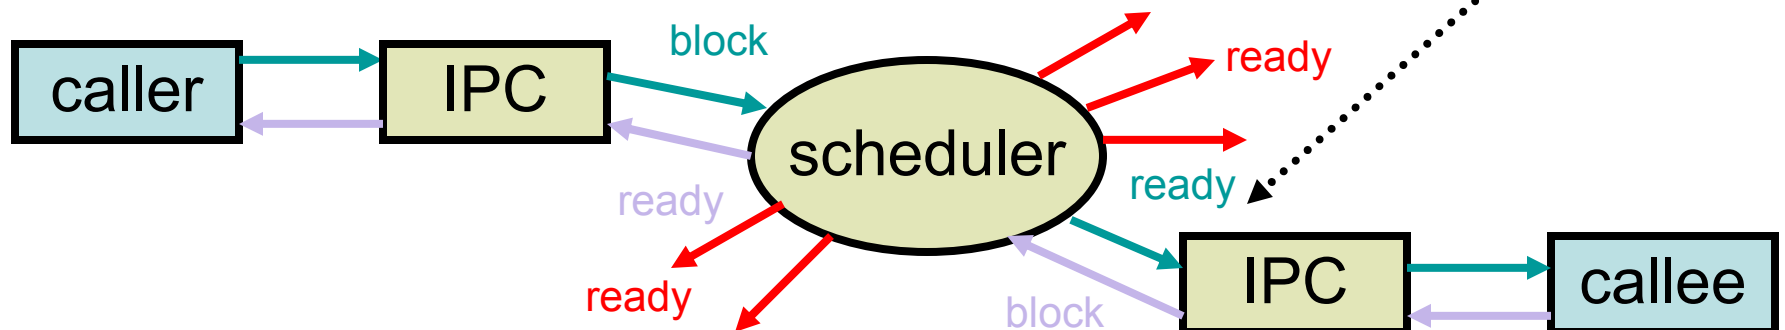 block
ready
caller
IPC
scheduler
ready
ready
ready
block
IPC
callee